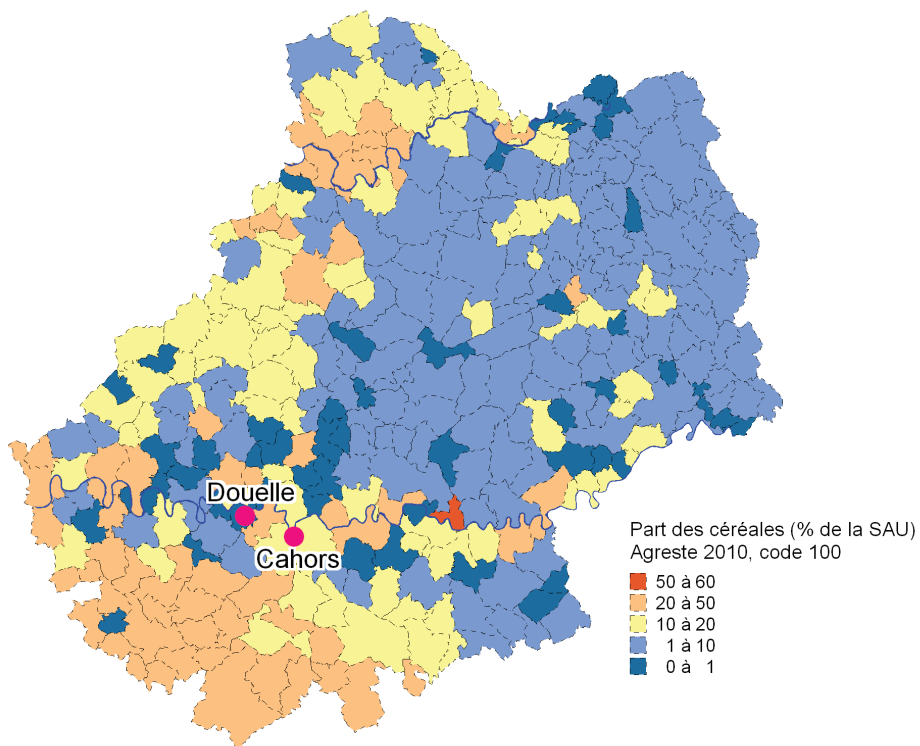 Douelle
Cahors
Part des céréales (% de la SAU)
Agreste 2010, code 100
50 à 60
20 à 50
10 à 20
1 à 10
0 à 1